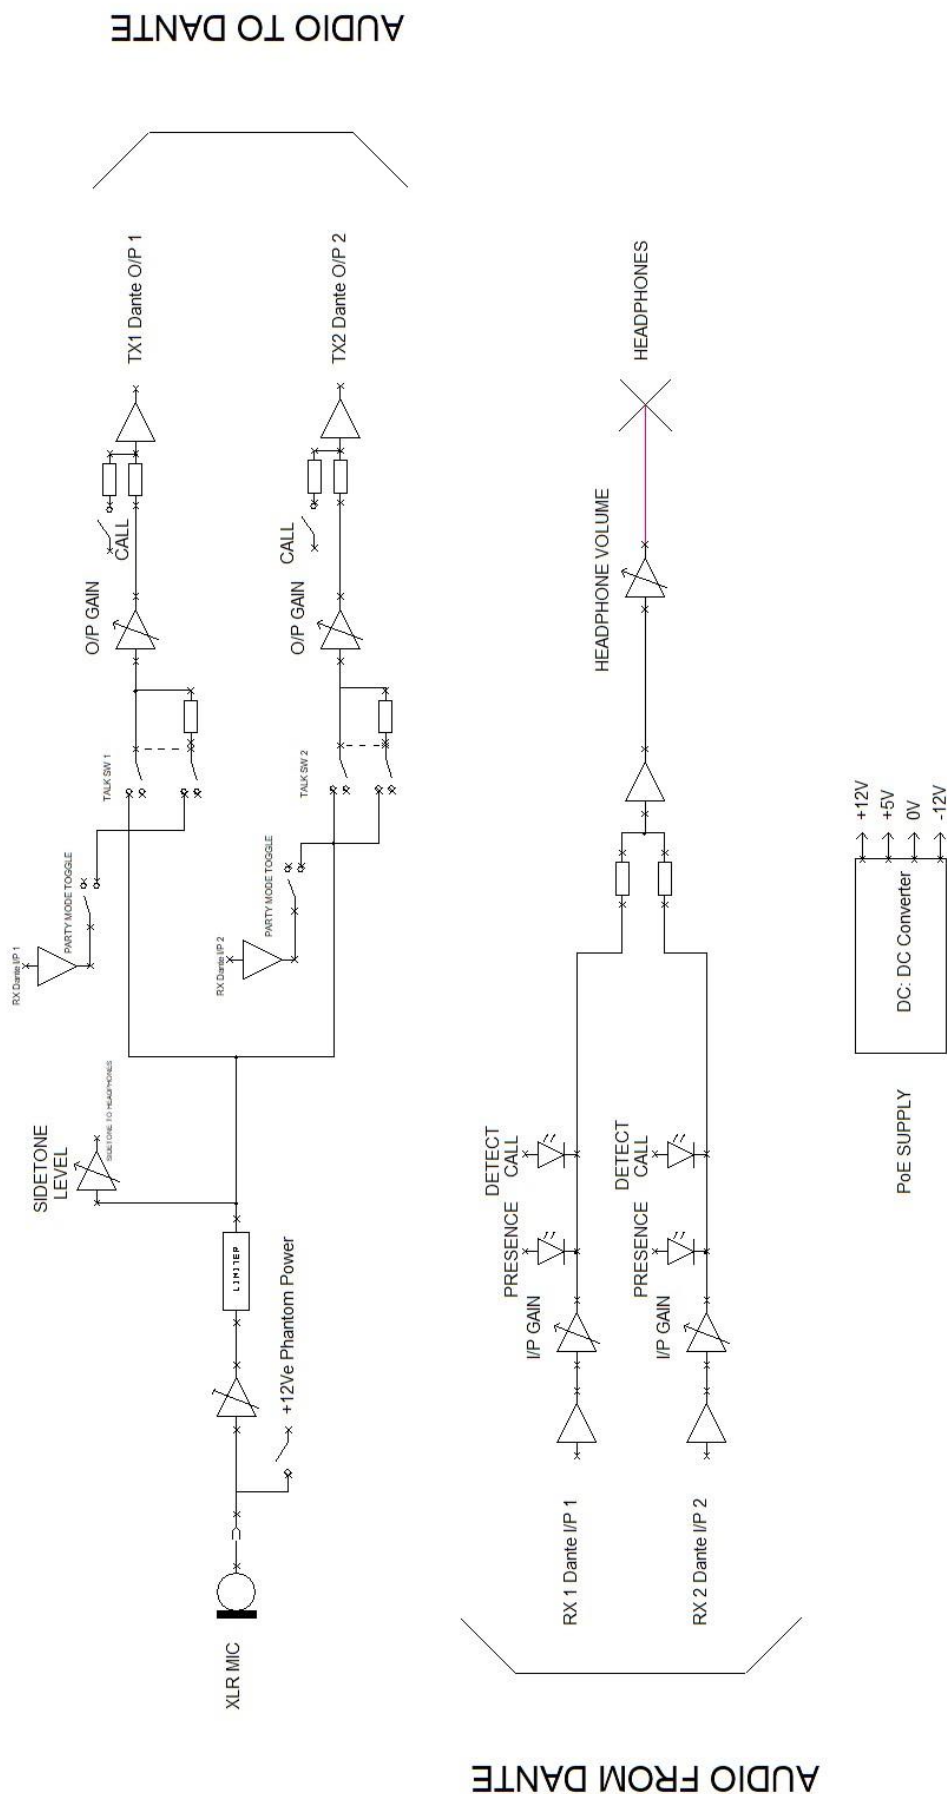 AUDIO TO DANTE
TX1 Dante O/P 1
TX2 Dante O/P 2
CALL
CALL
O/P GAIN
O/P GAIN
TALK SW 1
TALK SW 2
PARTY MODE TOGGLE
PARTY MODE TOGGLE
RX Dante I/P 1
RX Dante I/P 2
SIDETONE
LEVEL
SIDETONE TO HEADPHONES
LIMITER
+12Ve Phantom Power
XLR MIC
HEADPHONES
HEADPHONE VOLUME
DETECT
CALL
PRESENCE
I/P GAIN
DETECT
CALL
PRESENCE
I/P GAIN
RX 1 Dante I/P 1
RX 2 Dante I/P 2
AUDIO FROM DANTE
PoE SUPPLY
DC: DC Converter
+12V
+5V
0V
-12V